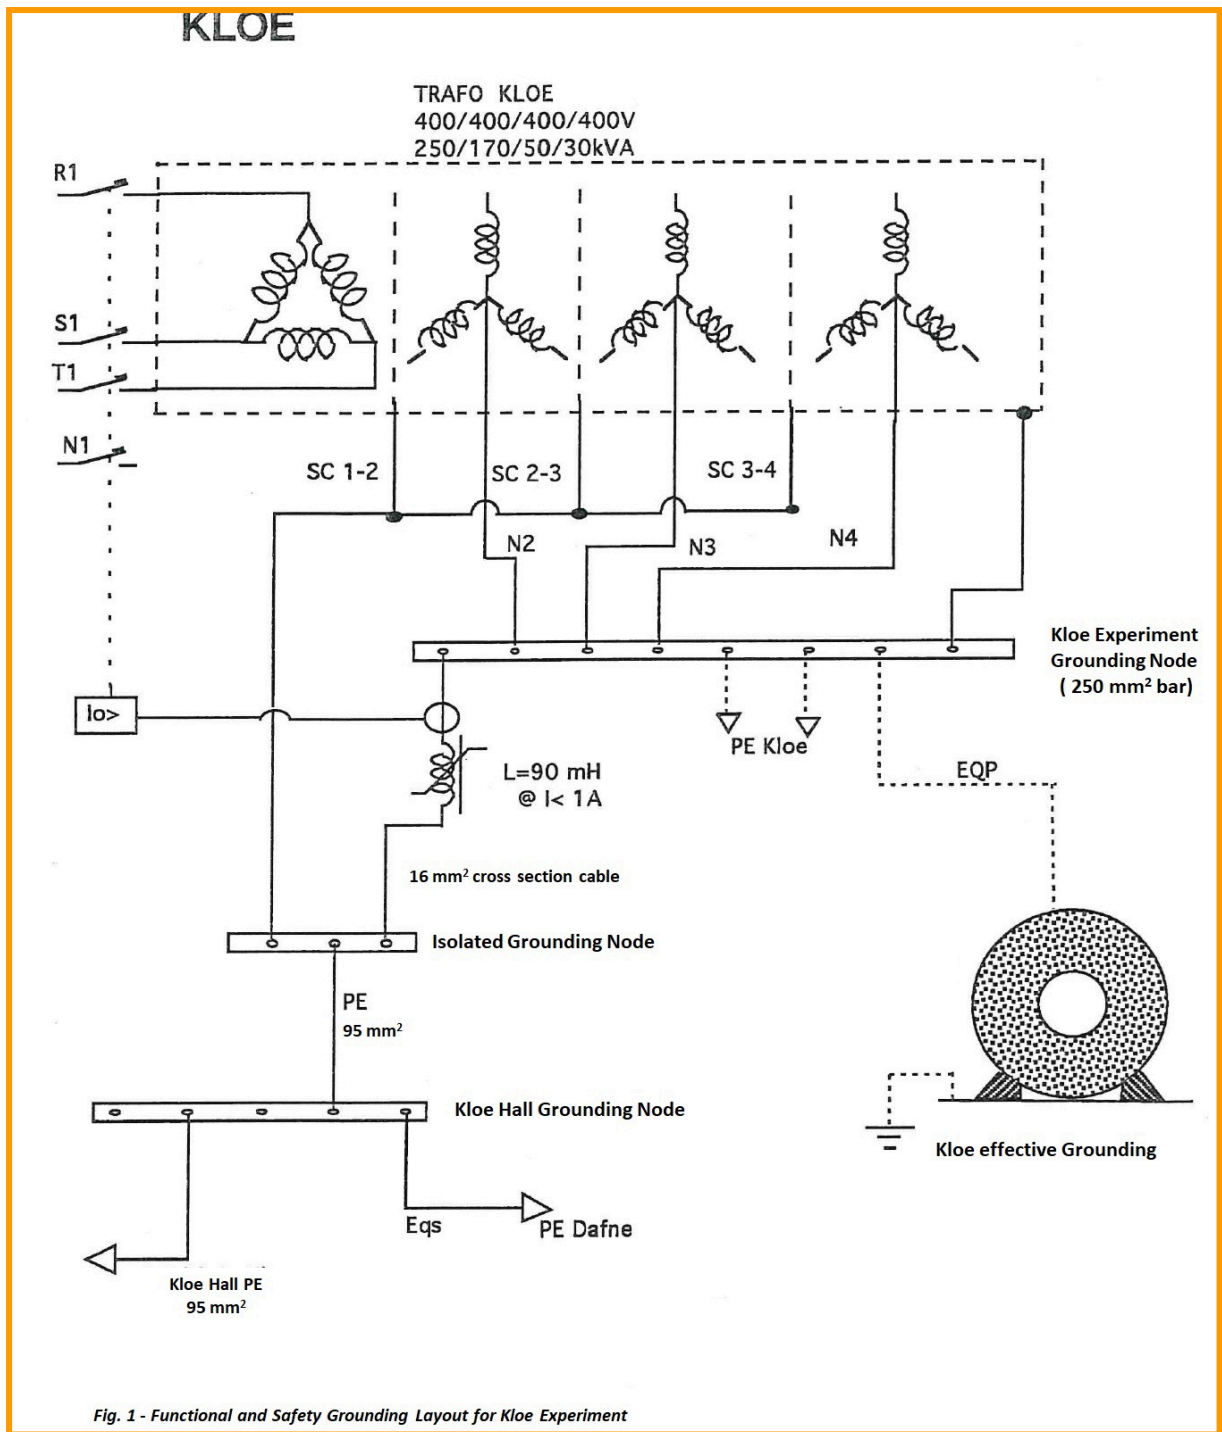 KLOE
TRAFO KLOE
400/400/400/400V
250/170/50/30kVA
R1
S1
T1
N1
SC 1-2
SC 2-3
SC 3-4
N2
N3
N4
Kloe Experiment
Grounding Node
( 250 mm² bar)
Io>
PE Kloe
L=90 mH
@ I< 1A
EQP
16 mm² cross section cable
Isolated Grounding Node
PE
95 mm²
Kloe Hall Grounding Node
Kloe effective Grounding
Eqs
PE Dafne
Kloe Hall PE
95 mm²
Fig. 1 - Functional and Safety Grounding Layout for Kloe Experiment